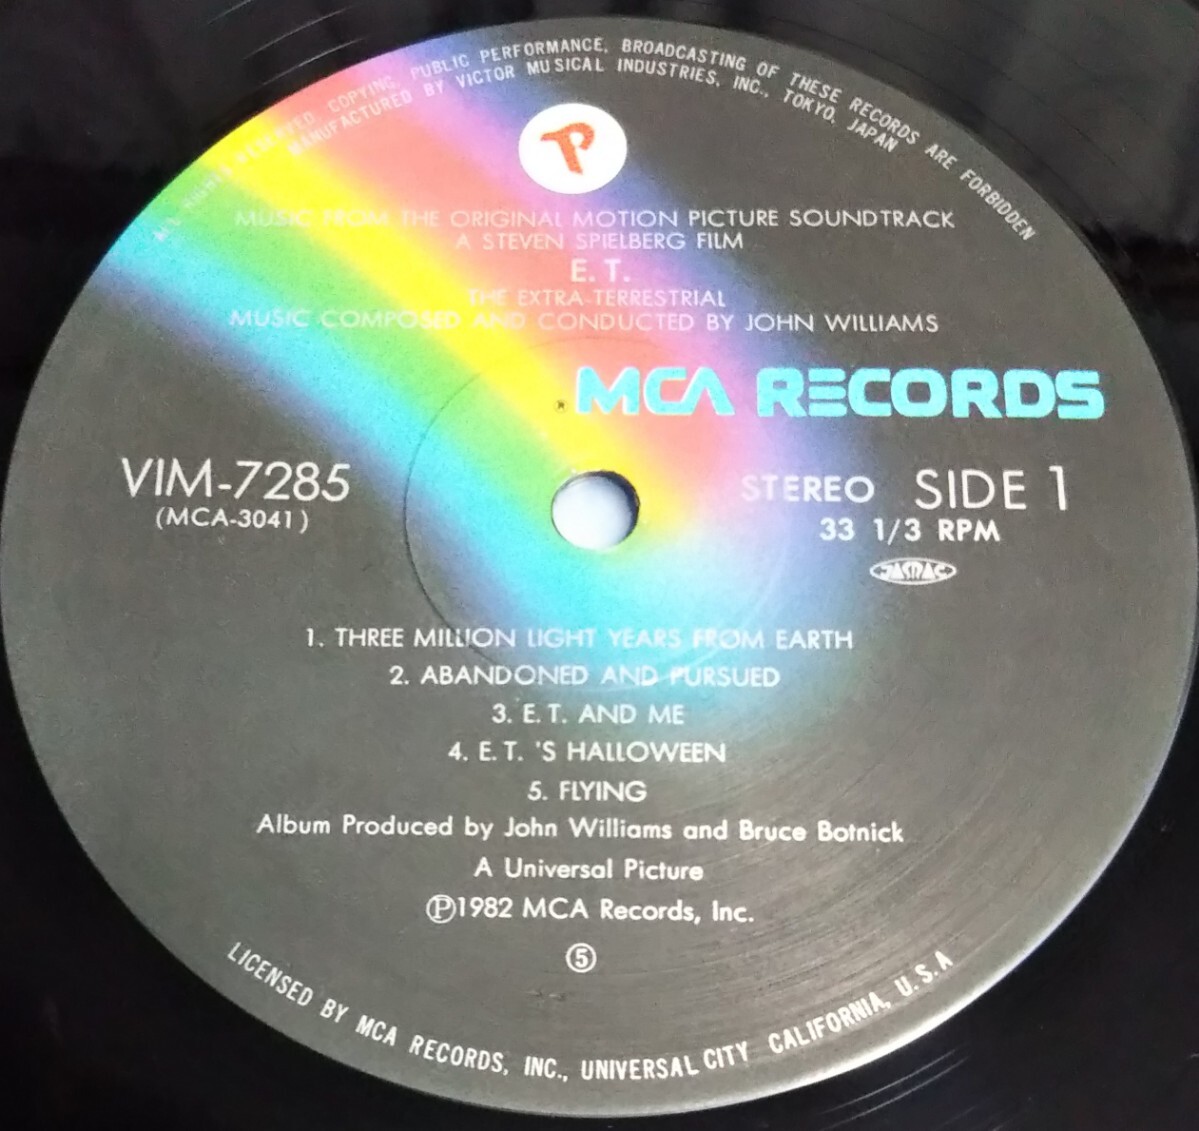 ALL RIGHTS RESERVED COPYING, PUBLIC PERFORMANCE, BROADCASTING OF THESE RECORDS ARE FORBIDDEN
MANUFACTURED BY VICTOR MUSICAL INDUSTRIES, INC., TOKYO, JAPAN
P
MUSIC FROM THE ORIGINAL MOTION PICTURE SOUNDTRACK
A STEVEN SPIELBERG FILM
E.T.
THE EXTRA-TERRESTRIAL
MUSIC COMPOSED AND CONDUCTED BY JOHN WILLIAMS
MCA RECORDS
VIM-7285
(MCA-3041)
STEREO SIDE 1
33 1/3 RPM
JASRAC
1. THREE MILLION LIGHT YEARS FROM EARTH
2. ABANDONED AND PURSUED
3. E.T. AND ME
4. E.T. 'S HALLOWEEN
5. FLYING
Album Produced by John Williams and Bruce Botnick
A Universal Picture
Ⓟ1982 MCA Records, Inc.
⑤
LICENSED BY MCA RECORDS, INC., UNIVERSAL CITY CALIFORNIA, U.S.A